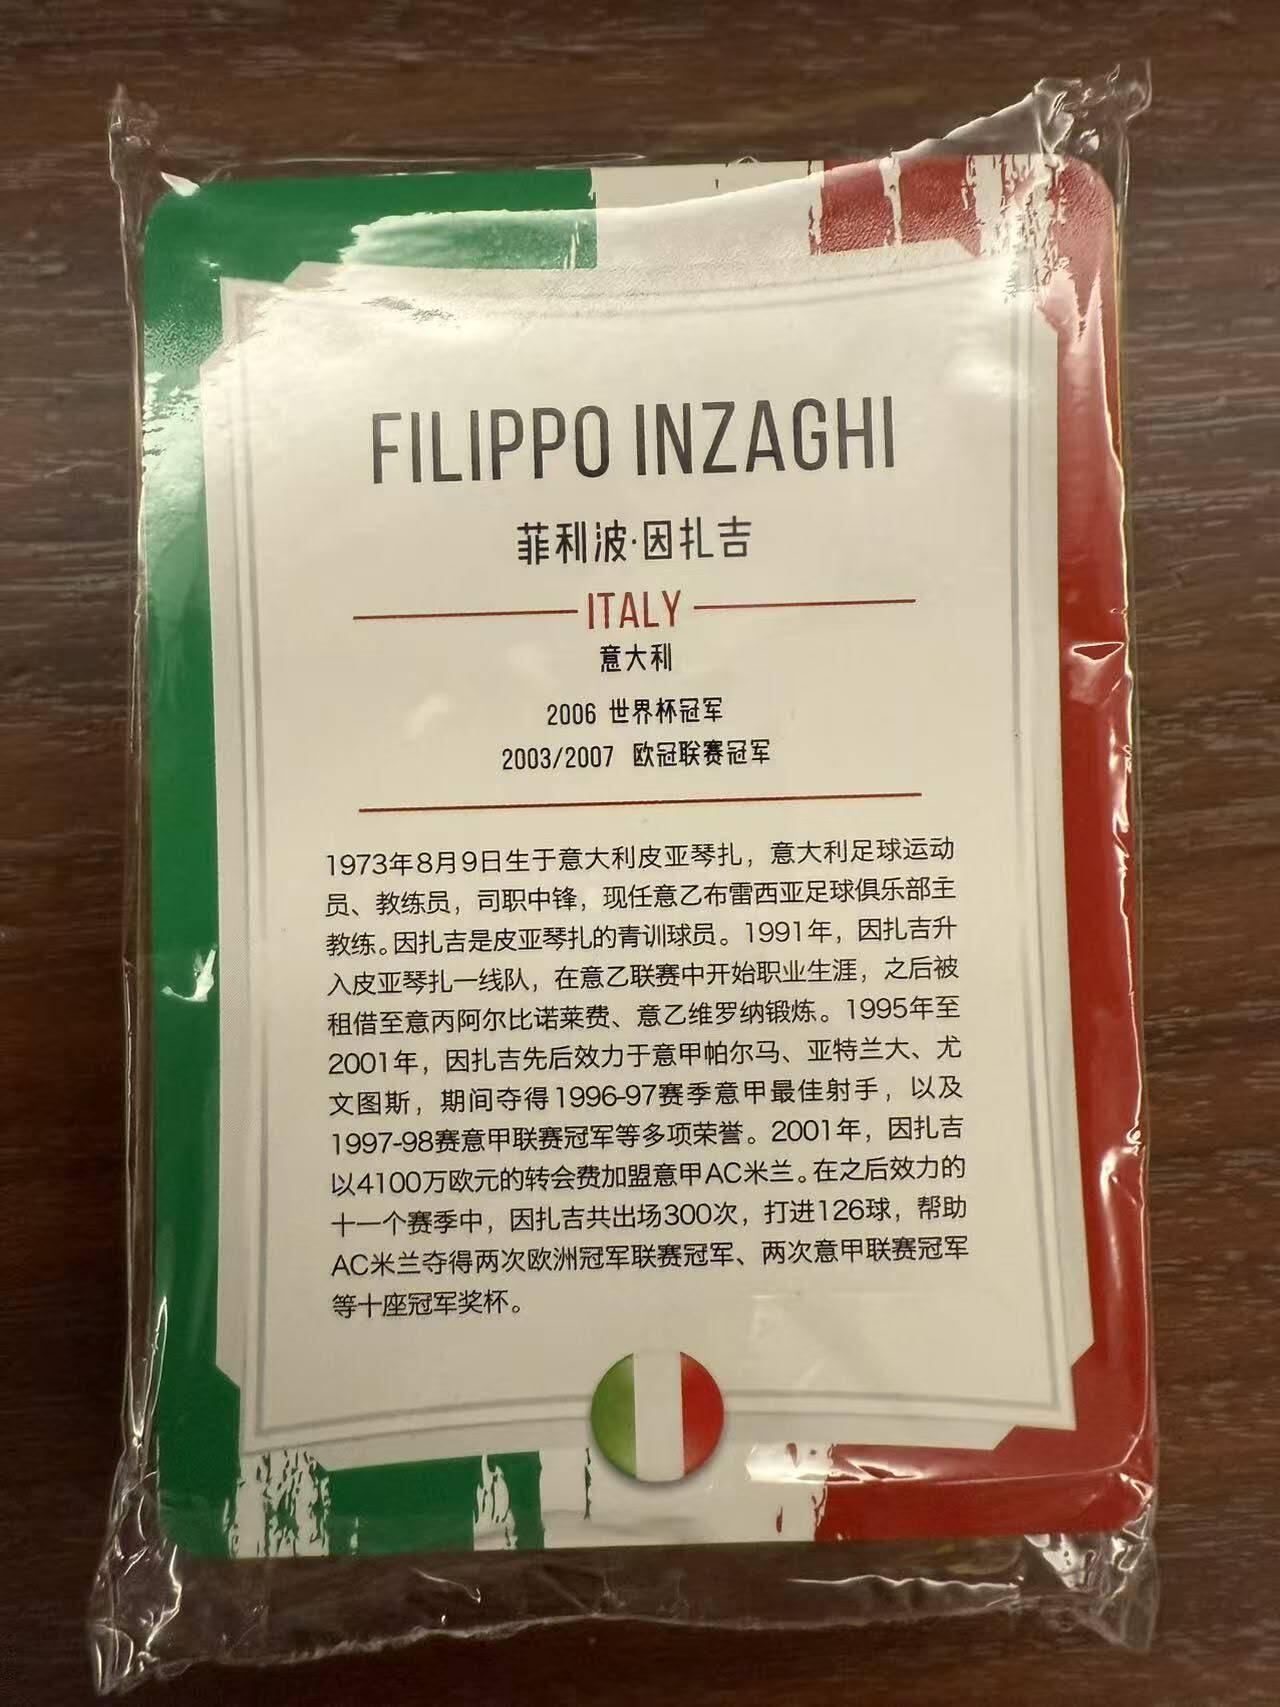 FILIPPO INZAGHI
菲利波·因扎吉
ITALY
意大利
2006 世界杯冠军
2003/2007 欧冠联赛冠军
1973年8月9日生于意大利皮亚琴扎，意大利足球运动
员、教练员，司职中锋，现任意乙布雷西亚足球俱乐部主
教练。因扎吉是皮亚琴扎的青训球员。1991年，因扎吉升
入皮亚琴扎一线队，在意乙联赛中开始职业生涯，之后被
租借至意丙阿尔比诺莱费、意乙维罗纳锻炼。1995年至
2001年，因扎吉先后效力于意甲帕尔马、亚特兰大、尤
文图斯，期间夺得1996-97赛季意甲最佳射手，以及
1997-98赛意甲联赛冠军等多项荣誉。2001年，因扎吉
以4100万欧元的转会费加盟意甲AC米兰。在之后效力的
十一个赛季中，因扎吉共出场300次，打进126球，帮助
AC米兰夺得两次欧洲冠军联赛冠军、两次意甲联赛冠军
等十座冠军奖杯。